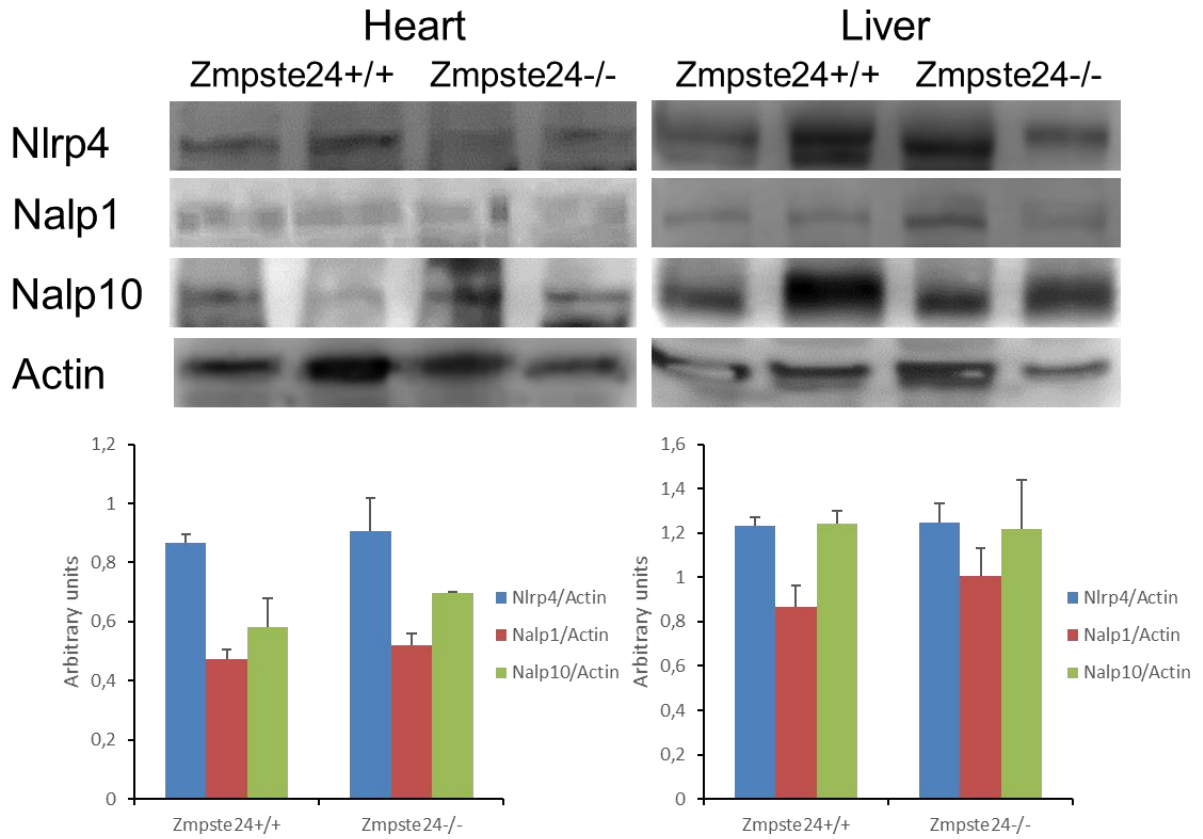 Heart Liver
Zmpste24+/+ Zmpste24-/- Zmpste24+/+ Zmpste24-/-
Nlrp4
Nalp1
Nalp10
Actin
1,2
1
0,8
0,6
0,4
0,2
0
Arbitrary units
Zmpste24+/+ Zmpste24-/-
Nlrp4/Actin
Nalp1/Actin
Nalp10/Actin
1,6
1,4
1,2
1
0,8
0,6
0,4
0,2
0
Arbitrary units
Zmpste24+/+ Zmpste24-/-
Nlrp4/Actin
Nalp1/Actin
Nalp10/Actin